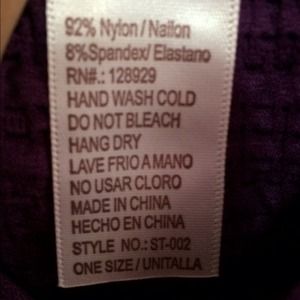 92% Nylon / Nailon
8%Spandex/ Elastano
RN#.: 128929
HAND WASH COLD
DO NOT BLEACH
HANG DRY
LAVE FRIO A MANO
NO USAR CLORO
MADE IN CHINA
HECHO EN CHINA
STYLE NO.: ST-002
ONE SIZE / UNITALLA